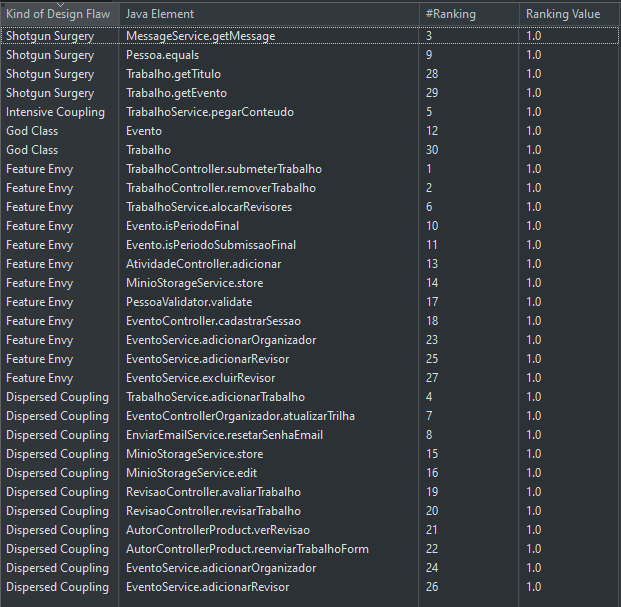 Kind of Design Flaw Java Element #Ranking Ranking Value
Shotgun Surgery MessageService.getMessage 3 1.0
Shotgun Surgery Pessoa.equals 9 1.0
Shotgun Surgery Trabalho.getTitulo 28 1.0
Shotgun Surgery Trabalho.getEvento 29 1.0
Intensive Coupling TrabalhoService.pegarConteudo 5 1.0
God Class Evento 12 1.0
God Class Trabalho 30 1.0
Feature Envy TrabalhoController.submeterTrabalho 1 1.0
Feature Envy TrabalhoController.removerTrabalho 2 1.0
Feature Envy TrabalhoService.alocarRevisores 6 1.0
Feature Envy Evento.isPeriodoFinal 10 1.0
Feature Envy Evento.isPeriodoSubmissaoFinal 11 1.0
Feature Envy AtividadeController.adicionar 13 1.0
Feature Envy MinioStorageService.store 14 1.0
Feature Envy PessoaValidator.validate 17 1.0
Feature Envy EventoController.cadastrarSessao 18 1.0
Feature Envy EventoService.adicionarOrganizador 23 1.0
Feature Envy EventoService.adicionarRevisor 25 1.0
Feature Envy EventoService.excluirRevisor 27 1.0
Dispersed Coupling TrabalhoService.adicionarTrabalho 4 1.0
Dispersed Coupling EventoControllerOrganizador.atualizarTrilha 7 1.0
Dispersed Coupling EnviarEmailService.resetarSenhaEmail 8 1.0
Dispersed Coupling MinioStorageService.store 15 1.0
Dispersed Coupling MinioStorageService.edit 16 1.0
Dispersed Coupling RevisaoController.avaliarTrabalho 19 1.0
Dispersed Coupling RevisaoController.revisarTrabalho 20 1.0
Dispersed Coupling AutorControllerProduct.verRevisao 21 1.0
Dispersed Coupling AutorControllerProduct.reenviarTrabalhoForm 22 1.0
Dispersed Coupling EventoService.adicionarOrganizador 24 1.0
Dispersed Coupling EventoService.adicionarRevisor 26 1.0